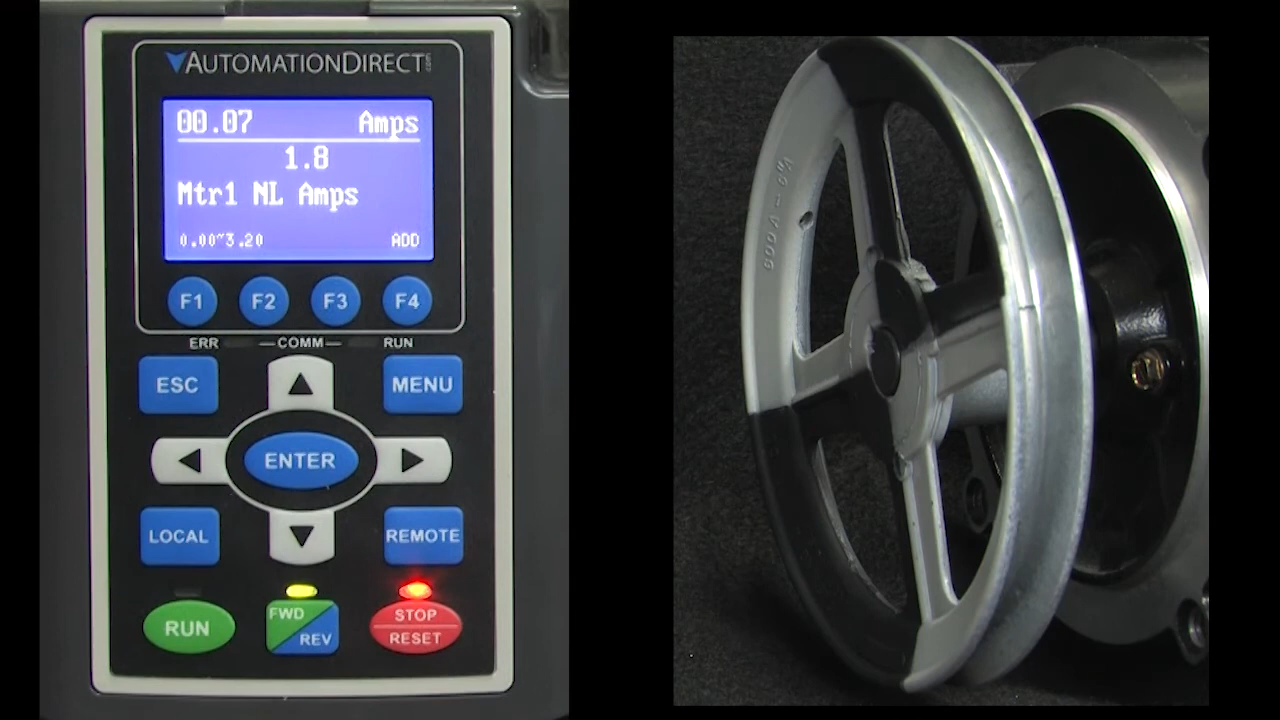 AUTOMATIONDIRECT.com
00.07 Amps
1.8
Mtr1 NL Amps
0.00~3.20 ADD
F1 F2 F3 F4
ERR COMM RUN
ESC MENU
ENTER
LOCAL REMOTE
RUN FWD REV STOP RESET